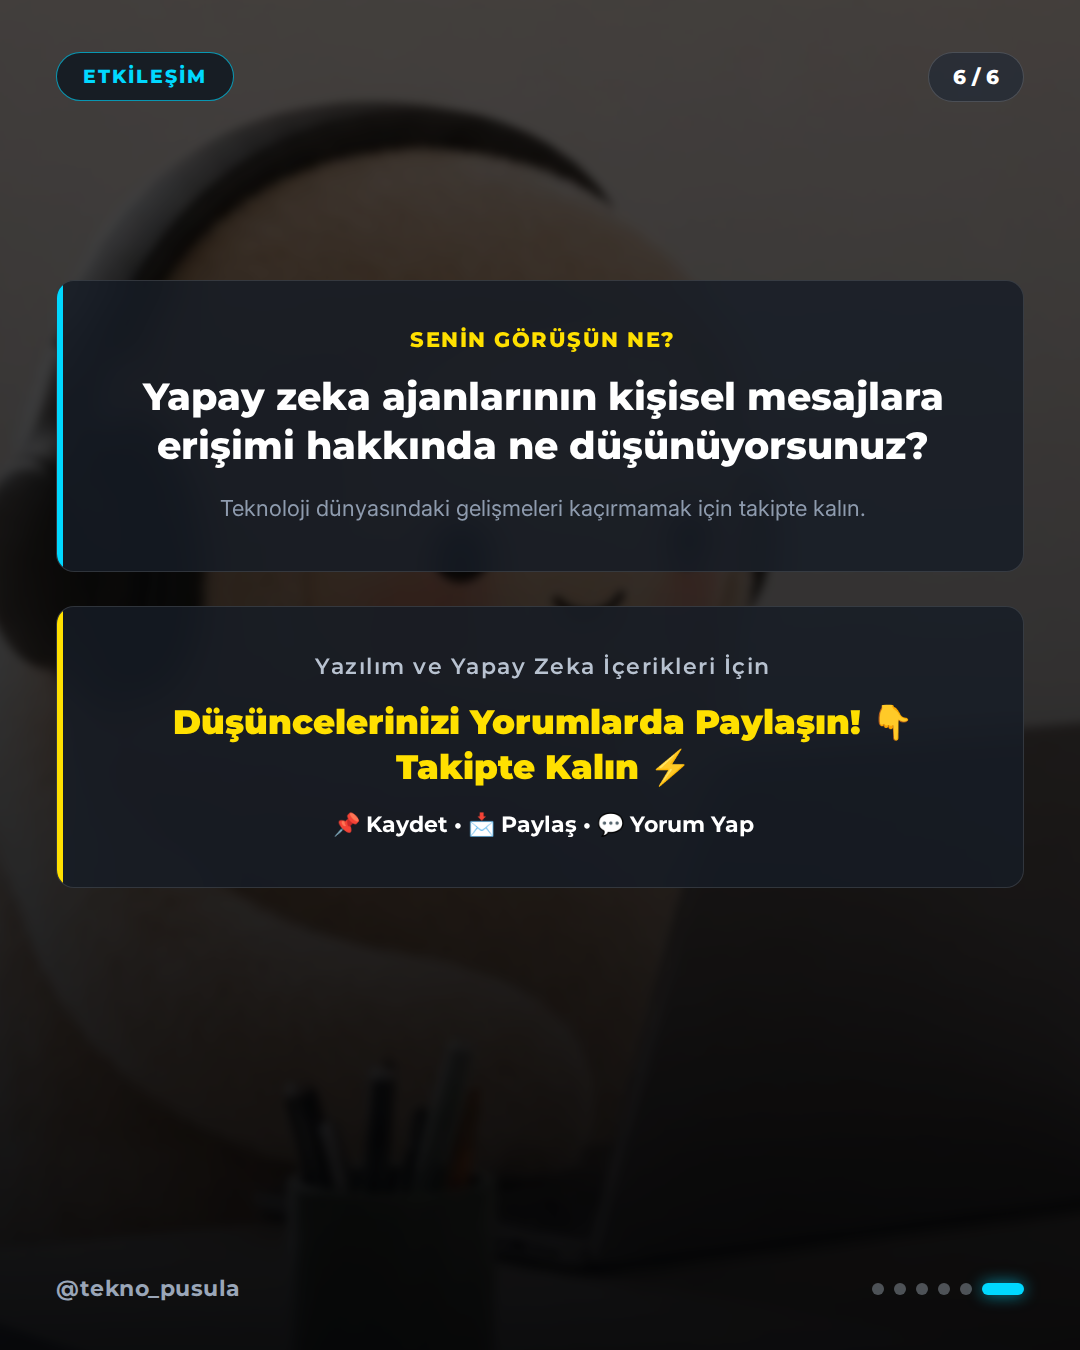 ETKİLEŞİM
6 / 6
SENİN GÖRÜŞÜN NE?
Yapay zeka ajanlarının kişisel mesajlara
erişimi hakkında ne düşünüyorsunuz?
Teknoloji dünyasındaki gelişmeleri kaçırmamak için takipte kalın.
Yazılım ve Yapay Zeka İçerikleri İçin
Düşüncelerinizi Yorumlarda Paylaşın! 👇
Takipte Kalın ⚡
📌 Kaydet • 📩 Paylaş • 💬 Yorum Yap
@tekno_pusula